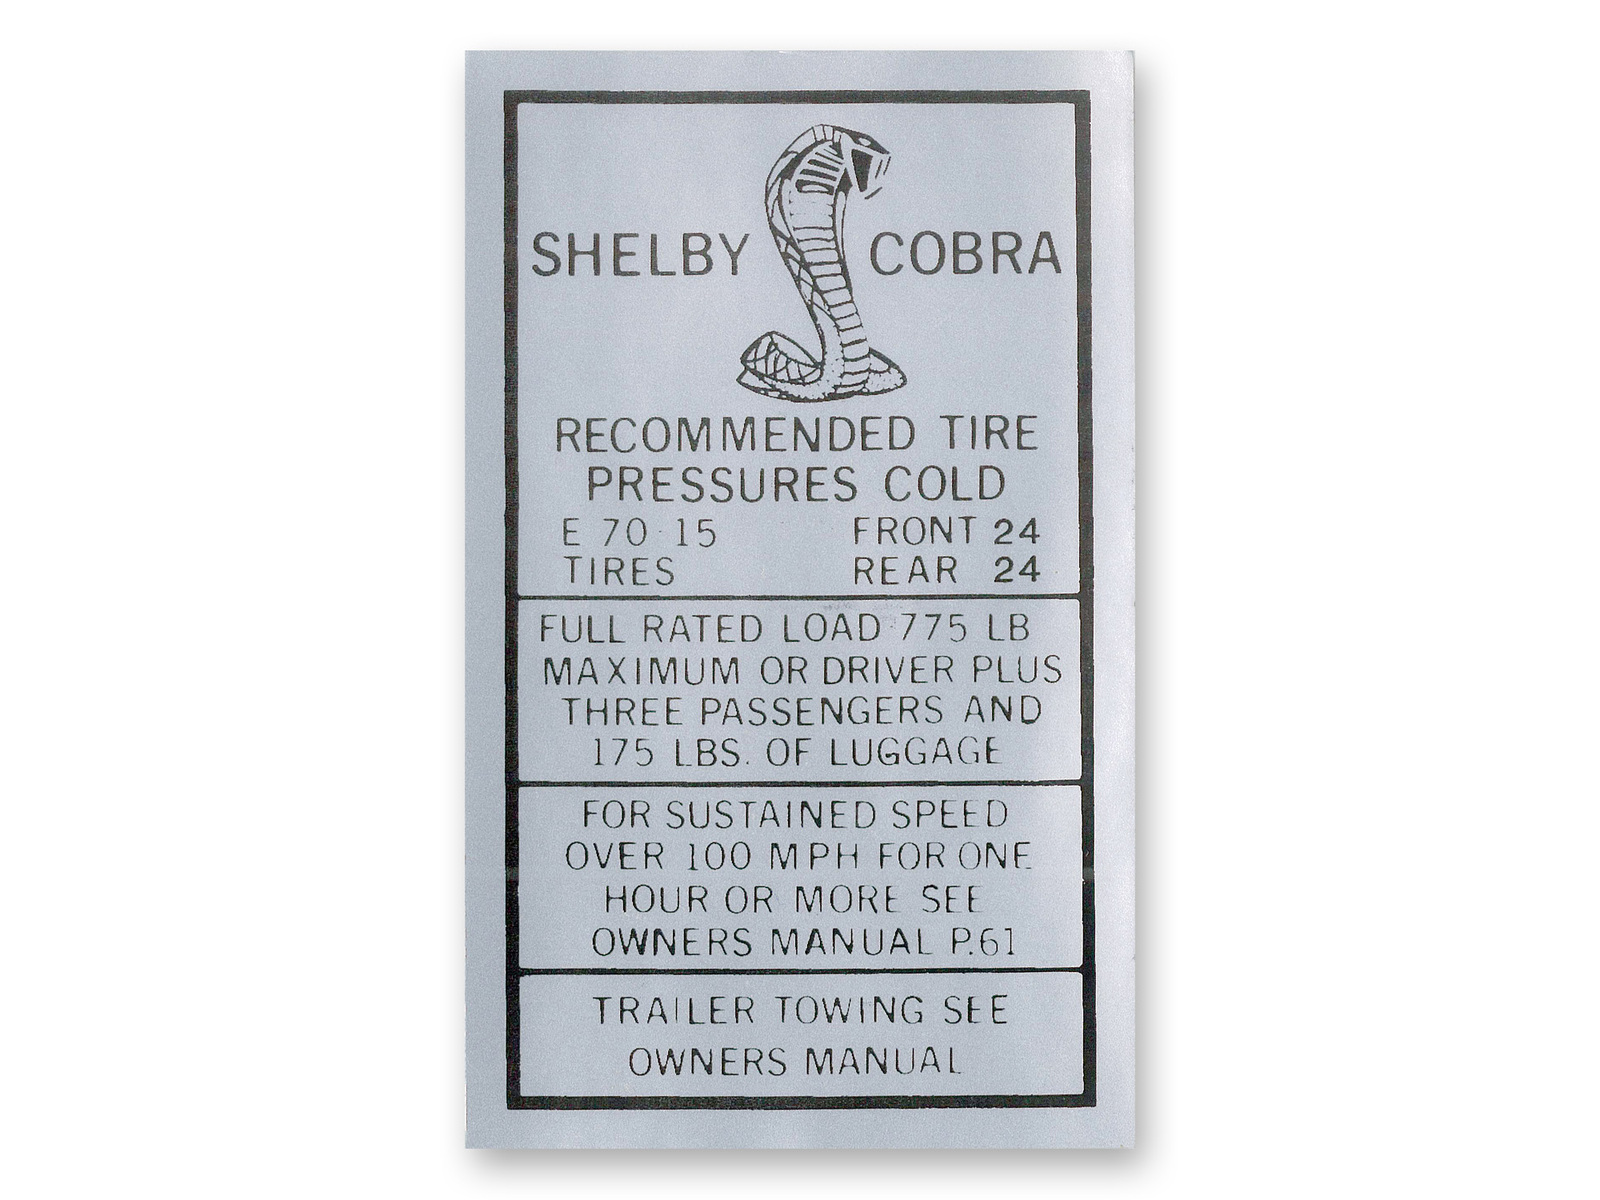 SHELBY COBRA
RECOMMENDED TIRE
PRESSURES COLD
E 70-15 FRONT 24
TIRES REAR 24
FULL RATED LOAD 775 LB
MAXIMUM OR DRIVER PLUS
THREE PASSENGERS AND
175 LBS. OF LUGGAGE
FOR SUSTAINED SPEED
OVER 100 MPH FOR ONE
HOUR OR MORE SEE
OWNERS MANUAL P.61
TRAILER TOWING SEE
OWNERS MANUAL